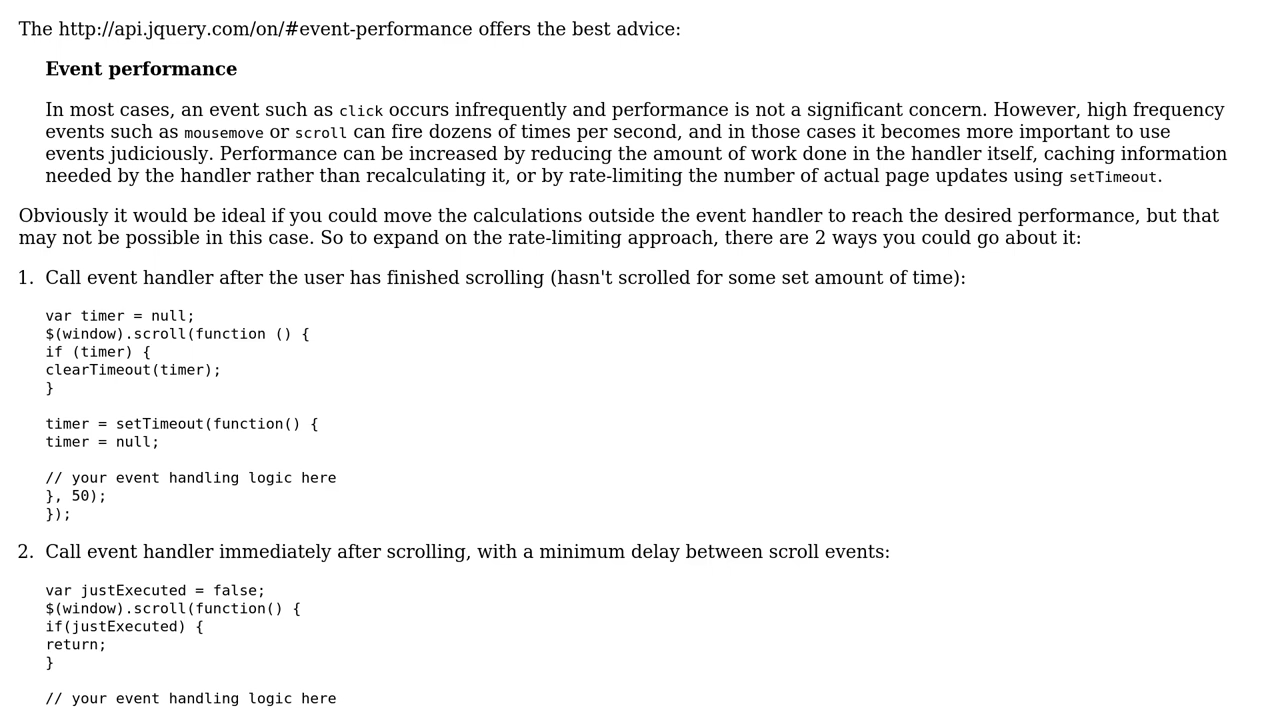 The http://api.jquery.com/on/#event-performance offers the best advice:
Event performance
In most cases, an event such as click occurs infrequently and performance is not a significant concern. However, high frequency
events such as mousemove or scroll can fire dozens of times per second, and in those cases it becomes more important to use
events judiciously. Performance can be increased by reducing the amount of work done in the handler itself, caching information
needed by the handler rather than recalculating it, or by rate-limiting the number of actual page updates using setTimeout.
Obviously it would be ideal if you could move the calculations outside the event handler to reach the desired performance, but that
may not be possible in this case. So to expand on the rate-limiting approach, there are 2 ways you could go about it:
1. Call event handler after the user has finished scrolling (hasn't scrolled for some set amount of time):
var timer = null;
$(window).scroll(function () {
if (timer) {
clearTimeout(timer);
}
timer = setTimeout(function() {
timer = null;
// your event handling logic here
}, 50);
});
2. Call event handler immediately after scrolling, with a minimum delay between scroll events:
var justExecuted = false;
$(window).scroll(function() {
if(justExecuted) {
return;
}
// your event handling logic here